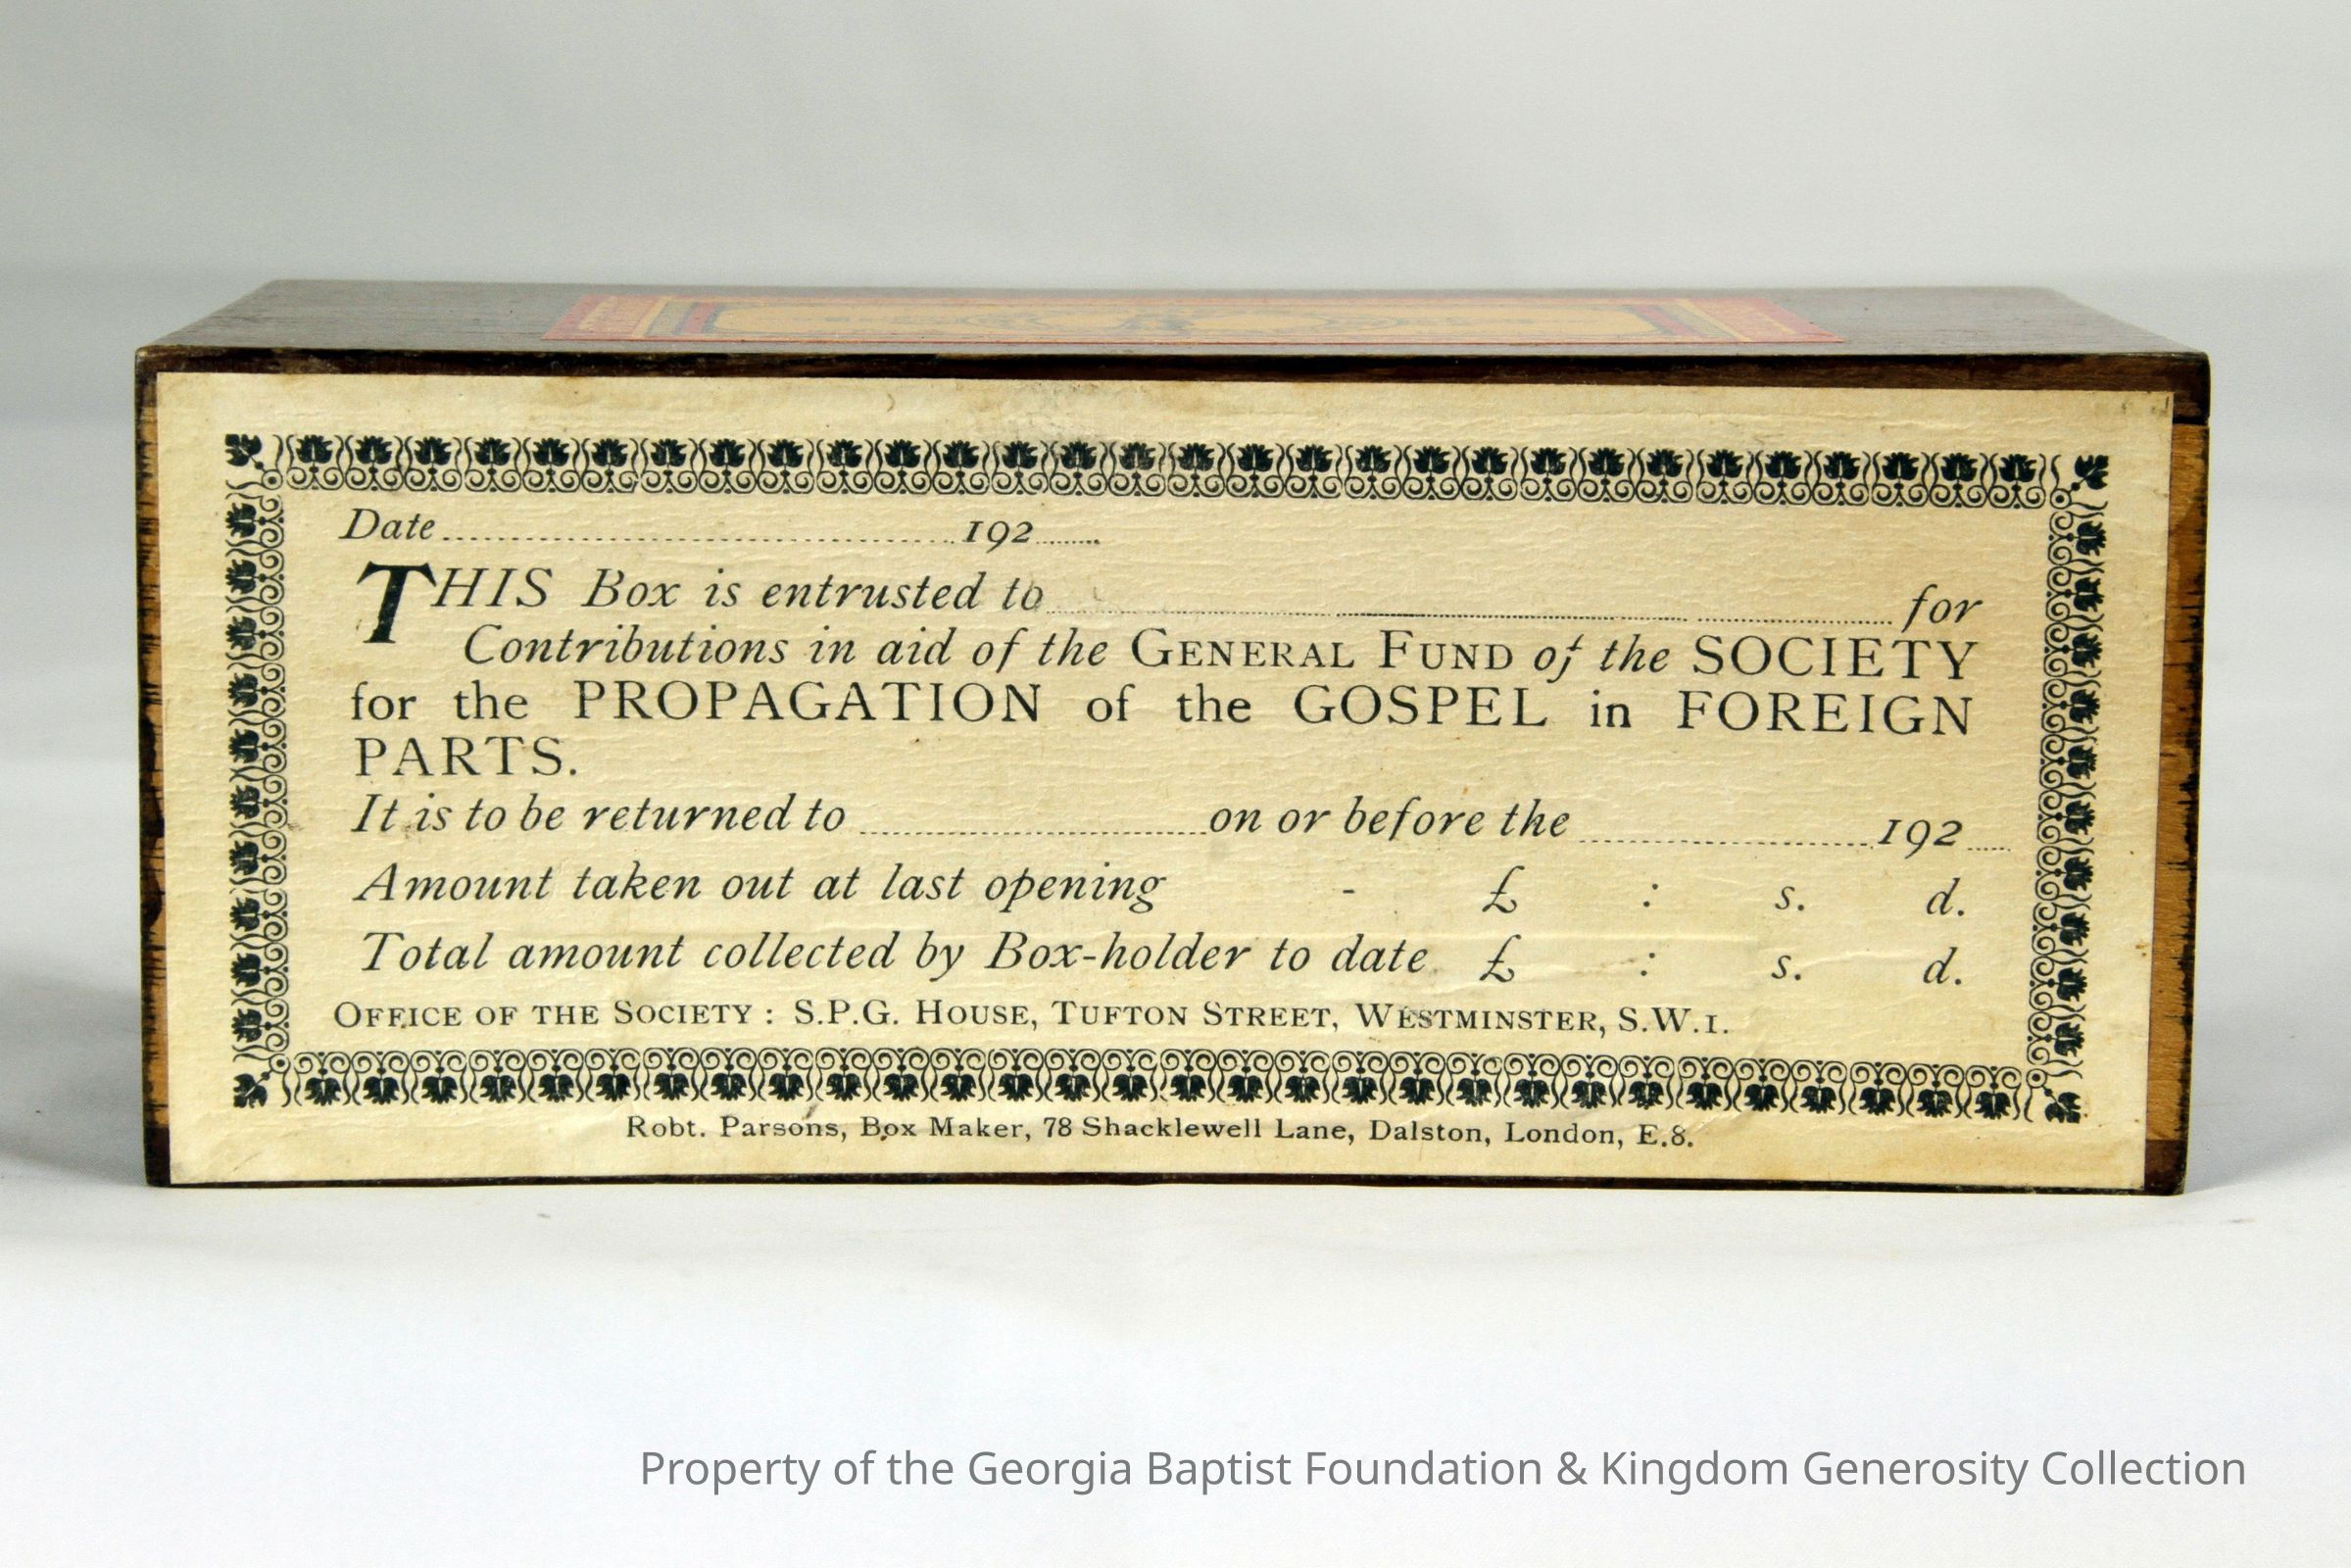 Date ........ 192 ....
THIS Box is entrusted to ........ for
Contributions in aid of the GENERAL FUND of the SOCIETY
for the PROPAGATION of the GOSPEL in FOREIGN
PARTS.
It is to be returned to ........ on or before the ........ 192 ....
Amount taken out at last opening - £ : s. d.
Total amount collected by Box-holder to date £ : s. d.
OFFICE OF THE SOCIETY : S.P.G. HOUSE, TUFTON STREET, WESTMINSTER, S.W.1.
Robt. Parsons, Box Maker, 78 Shacklewell Lane, Dalston, London, E.8.
Property of the Georgia Baptist Foundation & Kingdom Generosity Collection